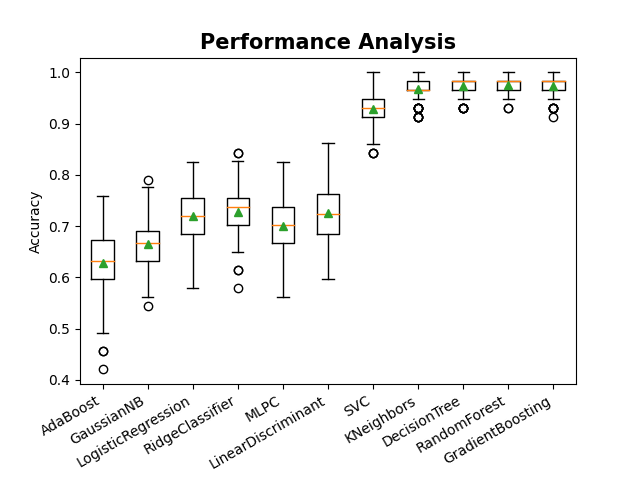 Performance Analysis
Accuracy
1.0
0.9
0.8
0.7
0.6
0.5
0.4
AdaBoost
GaussianNB
LogisticRegression
RidgeClassifier
MLPC
LinearDiscriminant
SVC
KNeighbors
DecisionTree
RandomForest
GradientBoosting